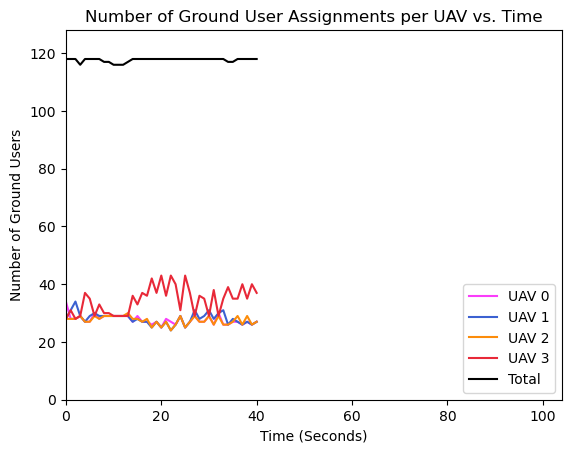 Number of Ground User Assignments per UAV vs. Time
120
100
80
60
40
20
0
Number of Ground Users
UAV 0
UAV 1
UAV 2
UAV 3
Total
0 20 40 60 80 100
Time (Seconds)